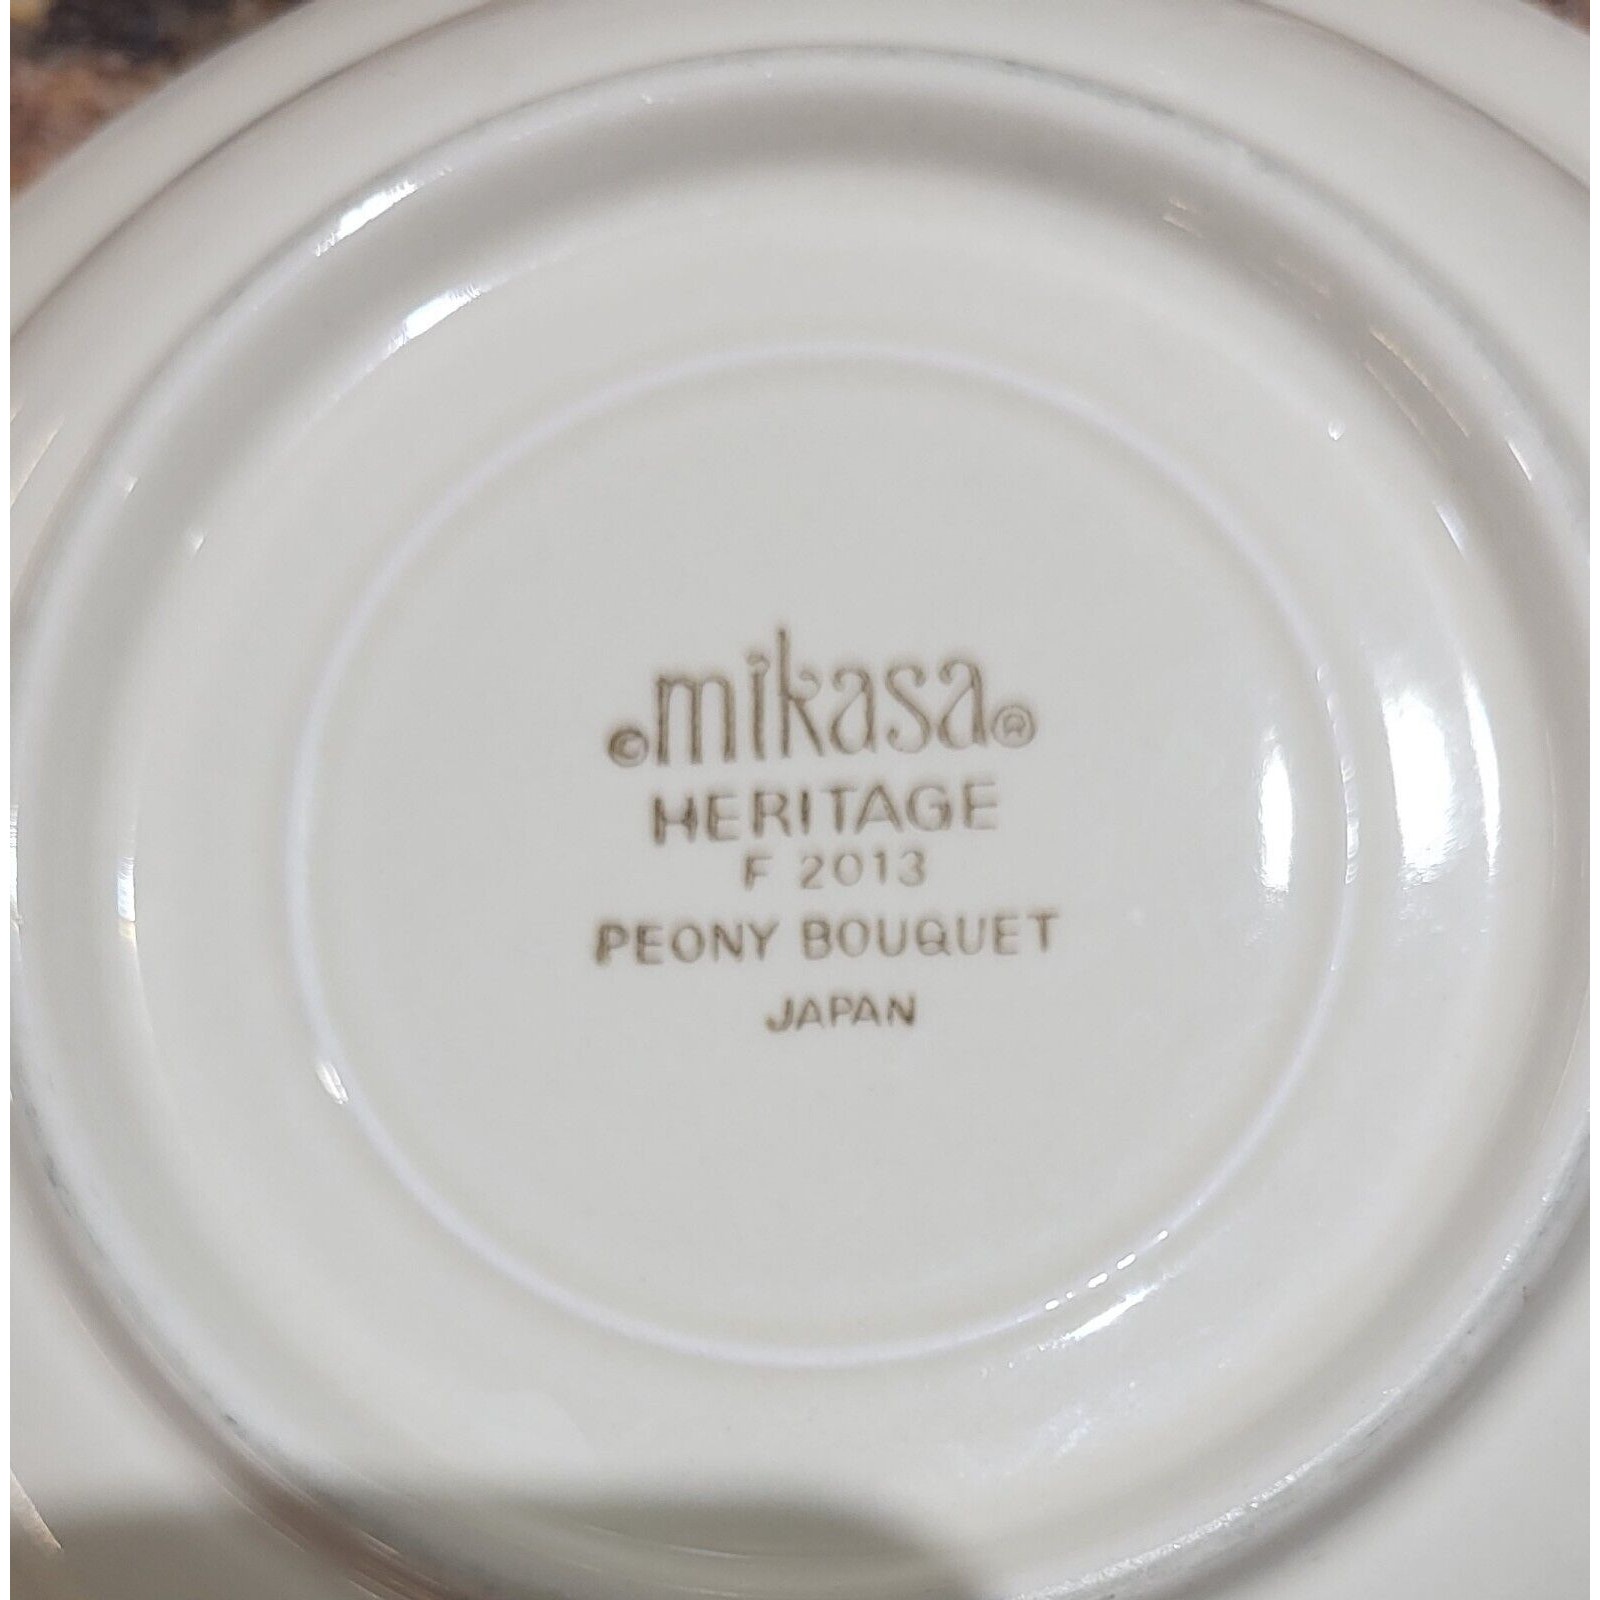 ©mikasa®
HERITAGE
F 2013
PEONY BOUQUET
JAPAN